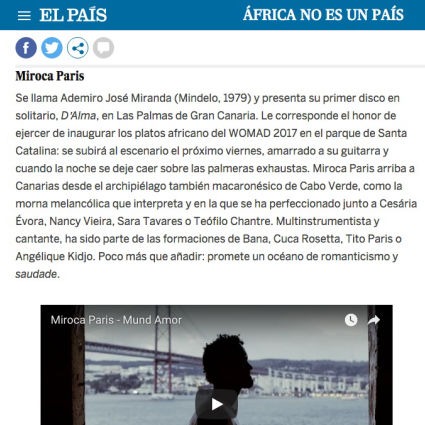 EL PAÍS
ÁFRICA NO ES UN PAÍS
Miroca Paris
Se llama Ademiro José Miranda (Mindelo, 1979) y presenta su primer disco en
solitario, D'Alma, en Las Palmas de Gran Canaria. Le corresponde el honor de
ejercer de inaugurar los platos africano del WOMAD 2017 en el parque de Santa
Catalina: se subirá al escenario el próximo viernes, amarrado a su guitarra y
cuando la noche se deje caer sobre las palmeras exhaustas. Miroca Paris arriba a
Canarias desde el archipiélago también macaronésico de Cabo Verde, como la
morna melancólica que interpreta y en la que se ha perfeccionado junto a Cesária
Évora, Nancy Vieira, Sara Tavares o Teófilo Chantre. Multinstrumentista y
cantante, ha sido parte de las formaciones de Bana, Cuca Rosetta, Tito Paris o
Angélique Kidjo. Poco más que añadir: promete un océano de romanticismo y
saudade.
Miroca Paris - Mund Amor